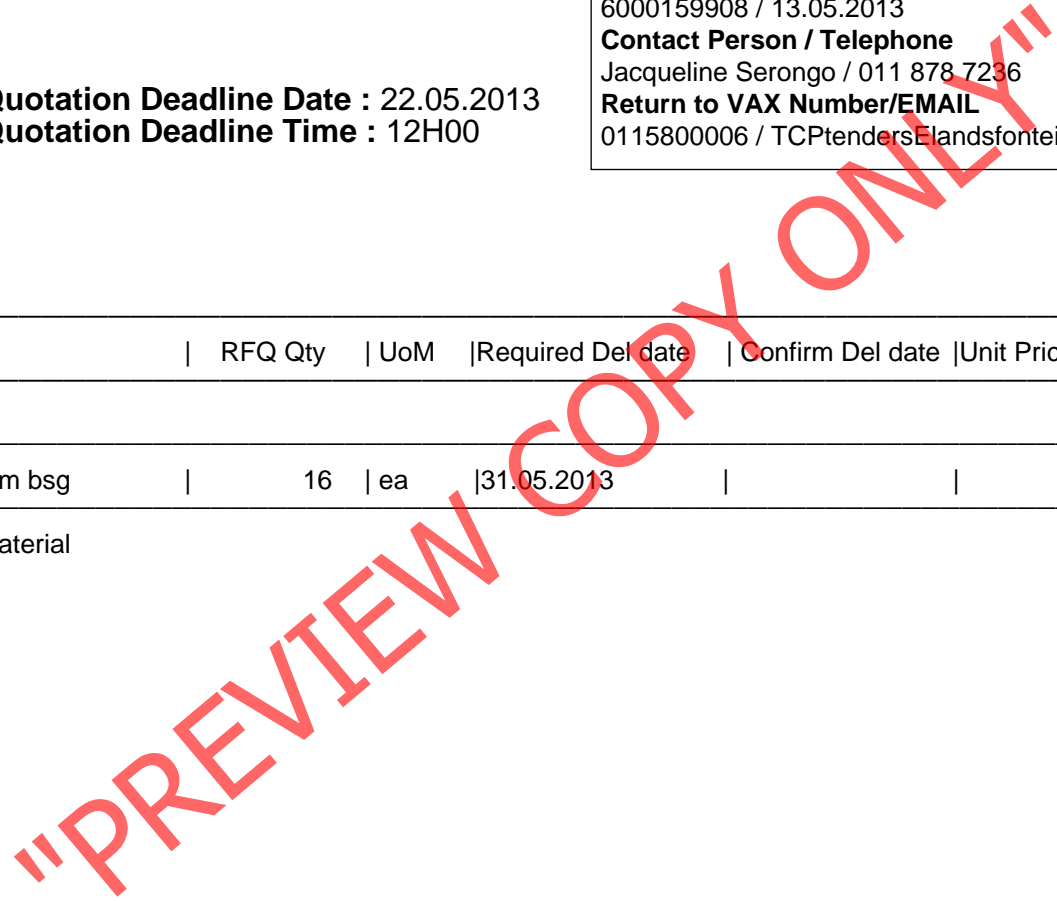 6000159908 / 13.05.2013
Contact Person / Telephone
Jacqueline Serongo / 011 878 7236
Return to VAX Number/EMAIL
0115800006 / TCPtendersElandsfontei
Quotation Deadline Date : 22.05.2013
Quotation Deadline Time : 12H00
| RFQ Qty | UoM |Required Del date | Confirm Del date |Unit Pric
m bsg | 16 | ea |31.05.2013 | |
aterial
"PREVIEW COPY ONLY"